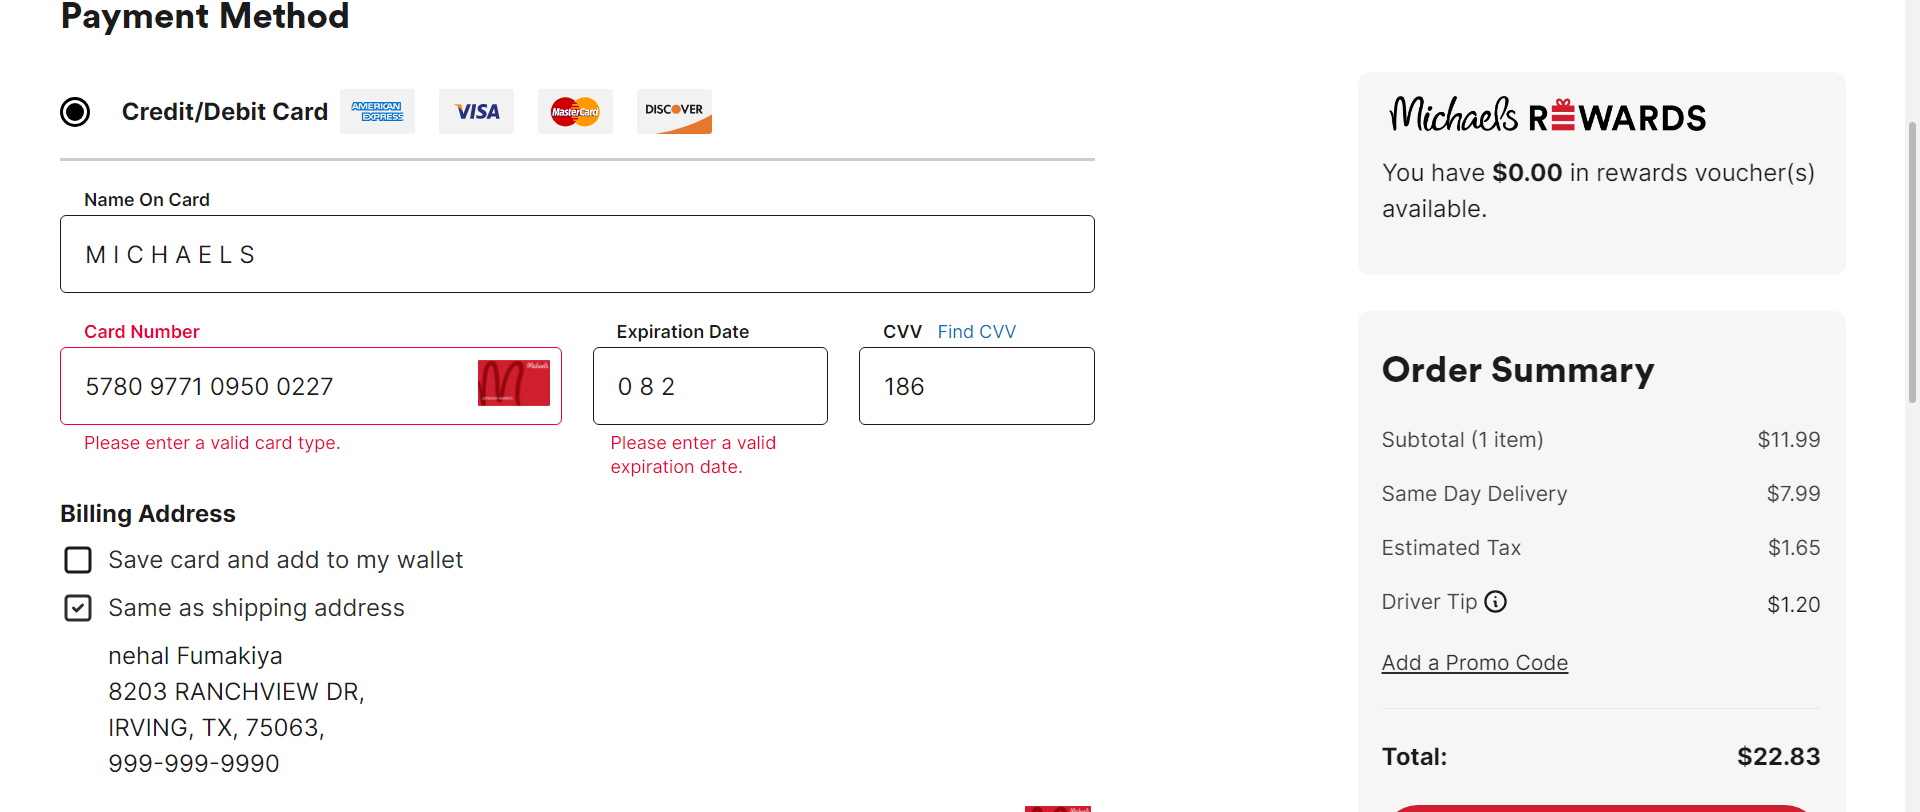 Payment Method
Credit/Debit Card
AMERICAN EXPRESS
VISA
MasterCard
DISCOVER
Name On Card
M I C H A E L S
Card Number
5780 9771 0950 0227
Michaels
Please enter a valid card type.
Expiration Date
0 8 2
Please enter a valid
expiration date.
CVV Find CVV
186
Billing Address
Save card and add to my wallet
Same as shipping address
nehal Fumakiya
8203 RANCHVIEW DR,
IRVING, TX, 75063,
999-999-9990
Michaels REWARDS
You have $0.00 in rewards voucher(s)
available.
Order Summary
Subtotal (1 item) $11.99
Same Day Delivery $7.99
Estimated Tax $1.65
Driver Tip $1.20
Add a Promo Code
Total: $22.83